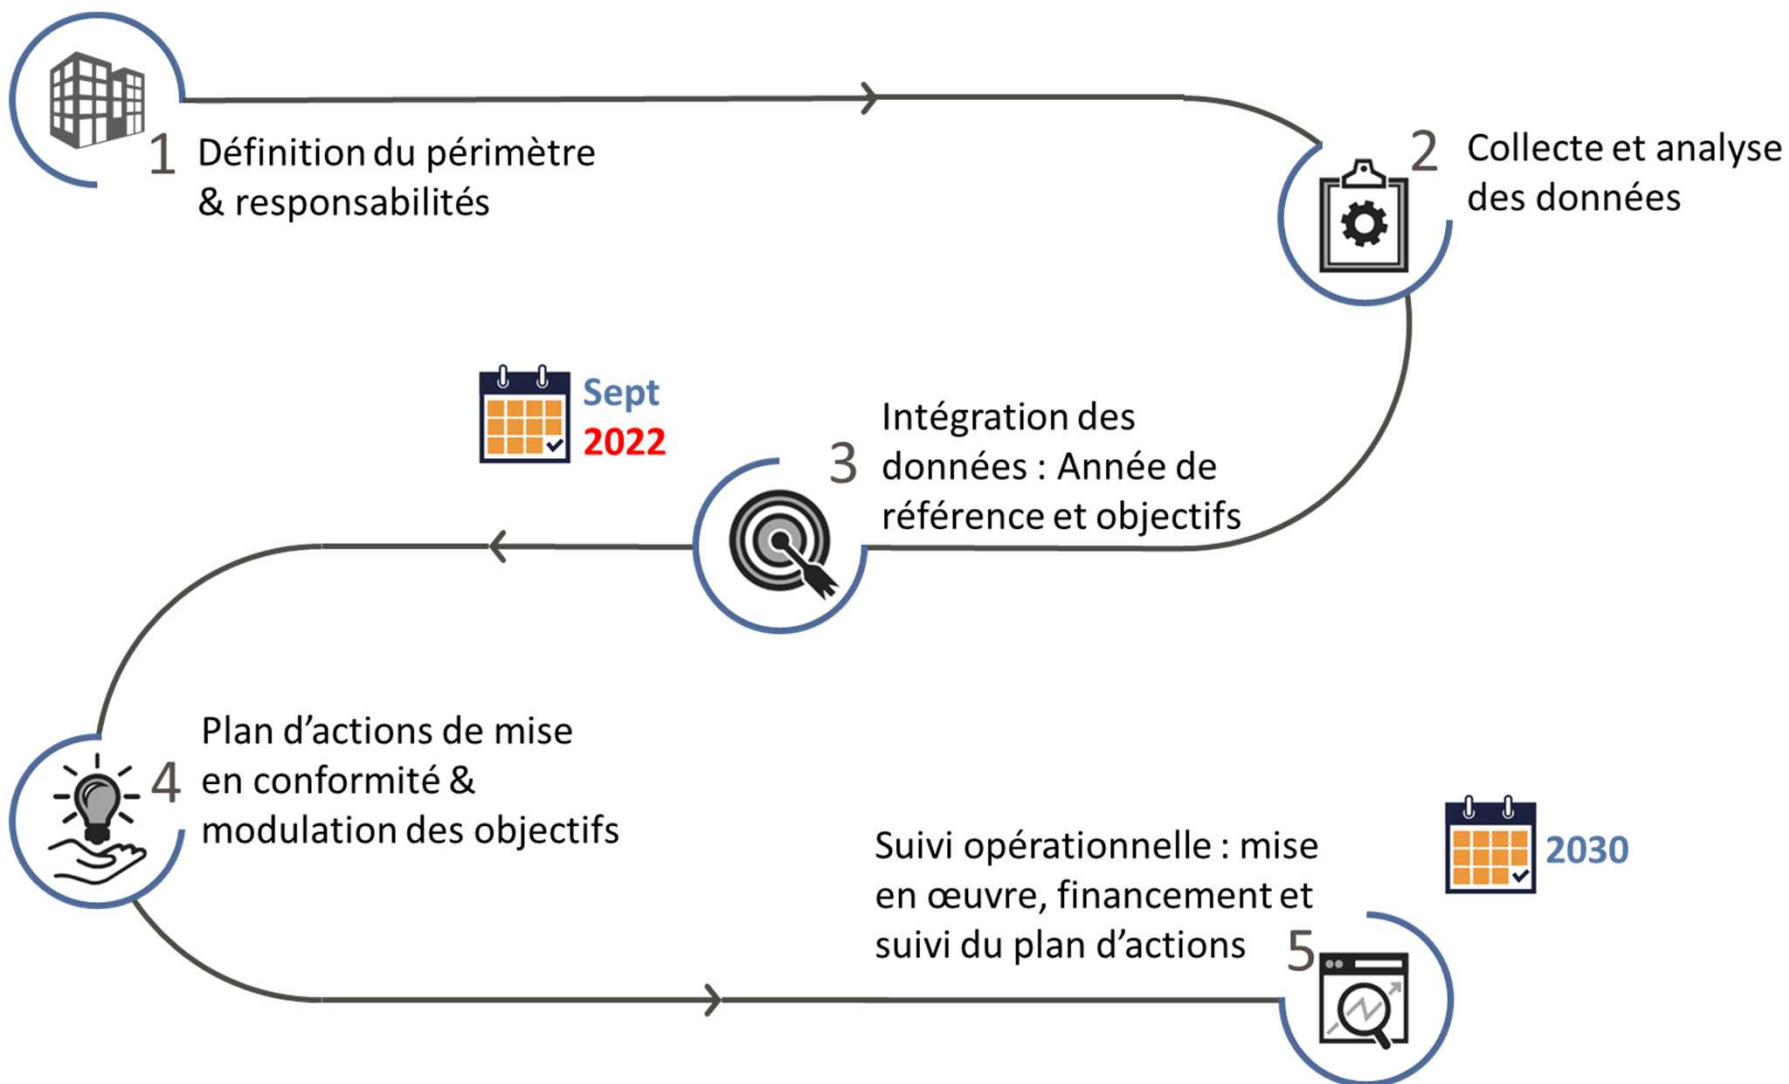 1
Définition du périmètre
& responsabilités
2
Collecte et analyse
des données
Sept
2022
3
Intégration des
données : Année de
référence et objectifs
4
Plan d’actions de mise
en conformité &
modulation des objectifs
Suivi opérationnelle : mise
en œuvre, financement et
suivi du plan d’actions
5
2030